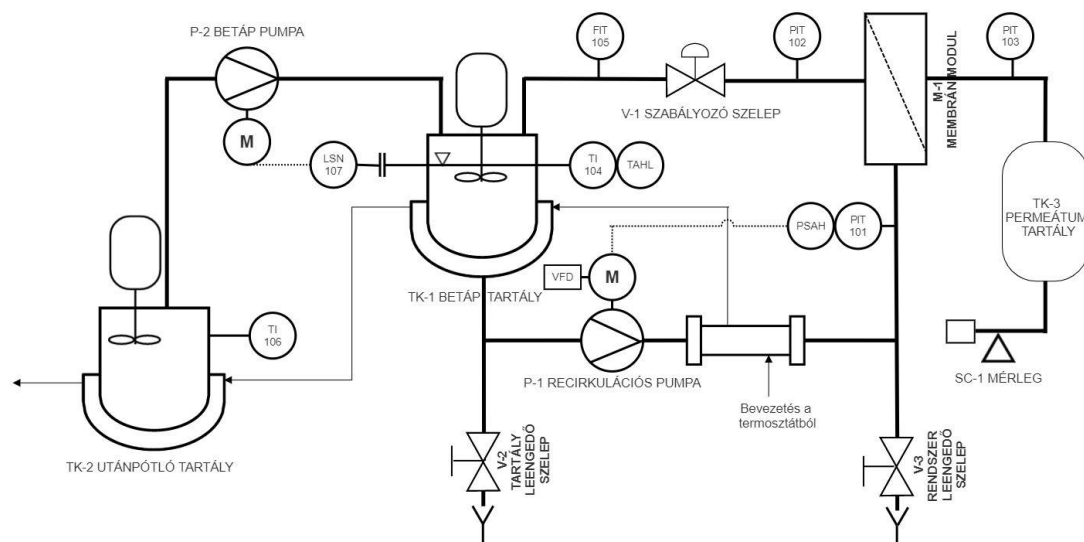 P-2 BETÁP PUMPA
FIT
105
PIT
102
PIT
103
M-1
MEMBRÁN MODUL
V-1 SZABÁLYOZÓ SZELEP
M
LSN
107
TI
104
TAHL
TK-3
PERMEÁTUM
TARTÁLY
PSAH
PIT
101
VFD
M
TK-1 BETÁP TARTÁLY
TI
106
P-1 RECIRKULÁCIÓS PUMPA
SC-1 MÉRLEG
Bevezetés a
termosztátból
TK-2 UTÁNPÓTLÓ TARTÁLY
V-2
TARTÁLY
LEENGEDŐ
SZELEP
V-3
RENDSZER
LEENGEDŐ
SZELEP